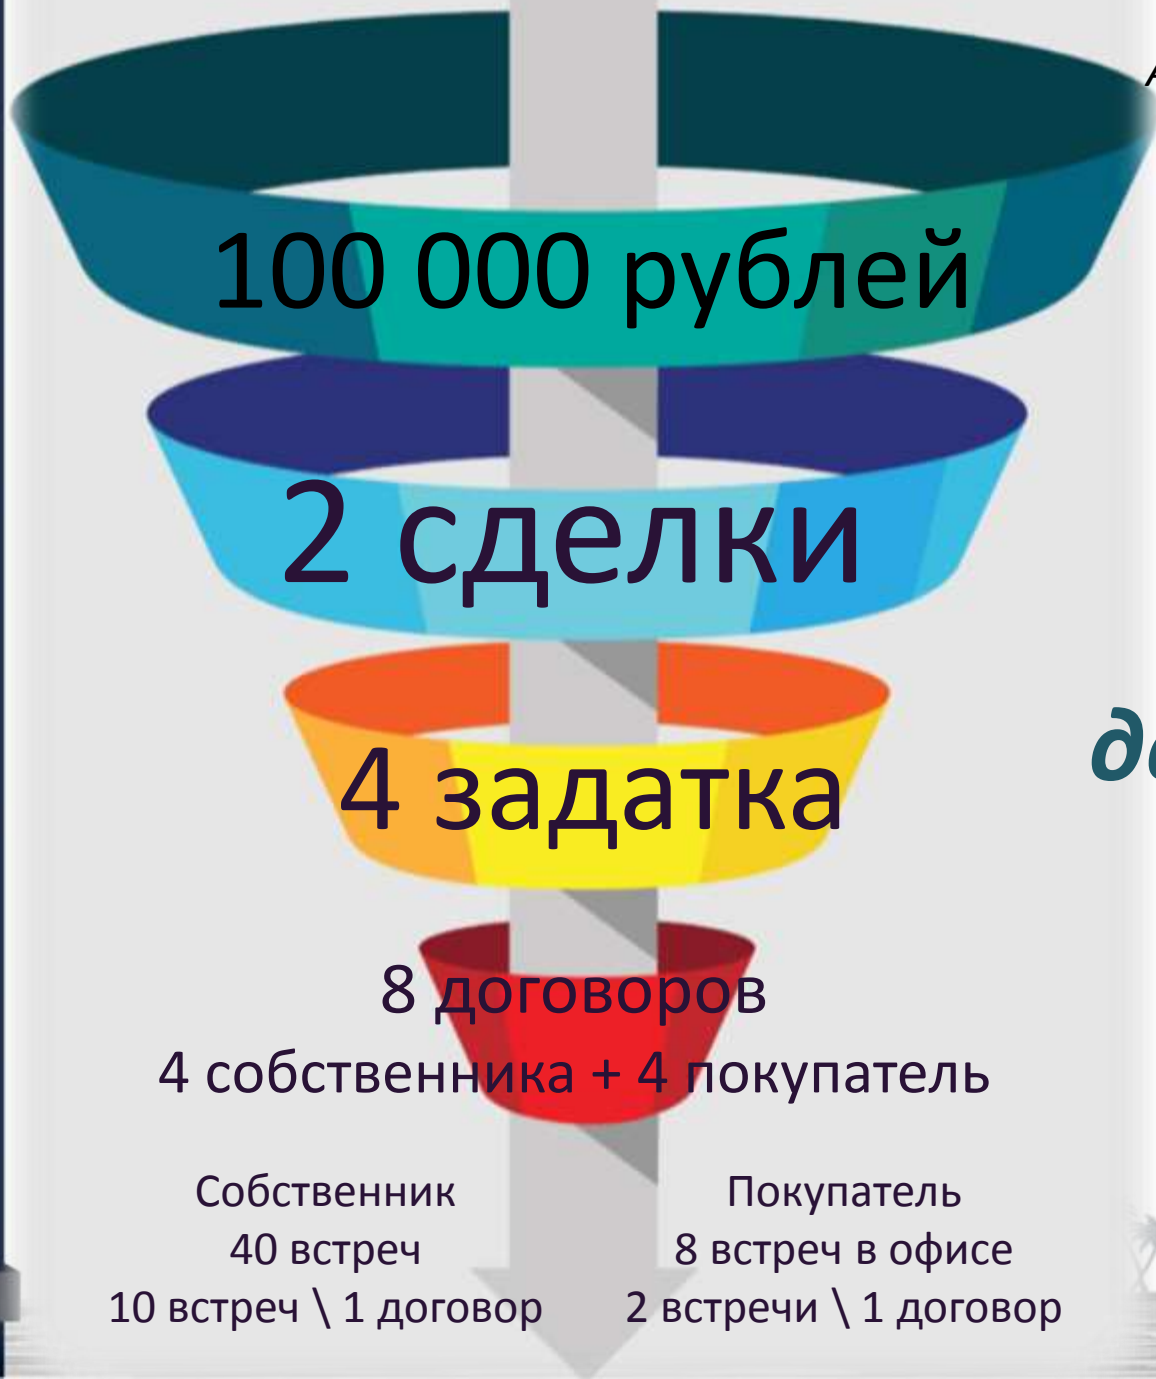 100 000 рублей
2 сделки
4 задатка
8 договоров
4 собственника + 4 покупатель
Собственник
40 встреч
10 встреч \ 1 договор
Покупатель
8 встреч в офисе
2 встречи \ 1 договор